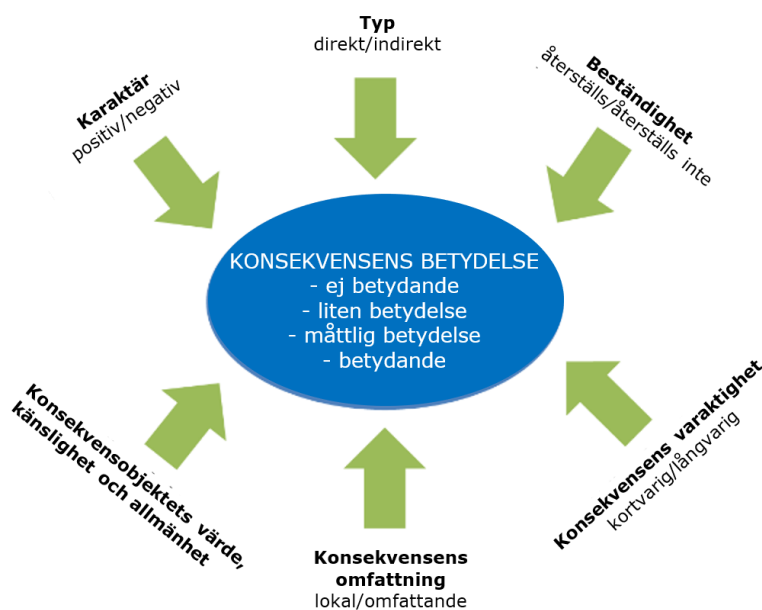 Typ
direkt/indirekt
Karaktär
positiv/negativ
Beständighet
återställs/återställs inte
KONSEKVENSENS BETYDELSE
- ej betydande
- liten betydelse
- måttlig betydelse
- betydande
Konsekvensobjektets värde,
känslighet och allmänhet
Konsekvensens varaktighet
kortvarig/långvarig
Konsekvensens
omfattning
lokal/omfattande